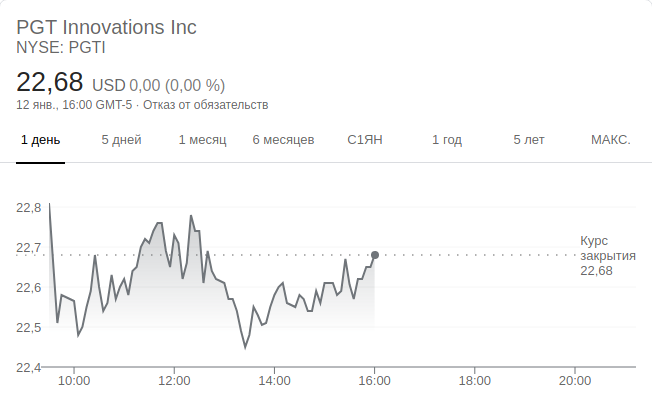 PGT Innovations Inc
NYSE: PGTI
22,68 USD 0,00 (0,00 %)
12 янв., 16:00 GMT-5 · Отказ от обязательств
1 день 5 дней 1 месяц 6 месяцев С1ЯН 1 год 5 лет МАКС.
22,8
22,7
22,6
22,5
22,4
Курс
закрытия
22,68
10:00 12:00 14:00 16:00 18:00 20:00